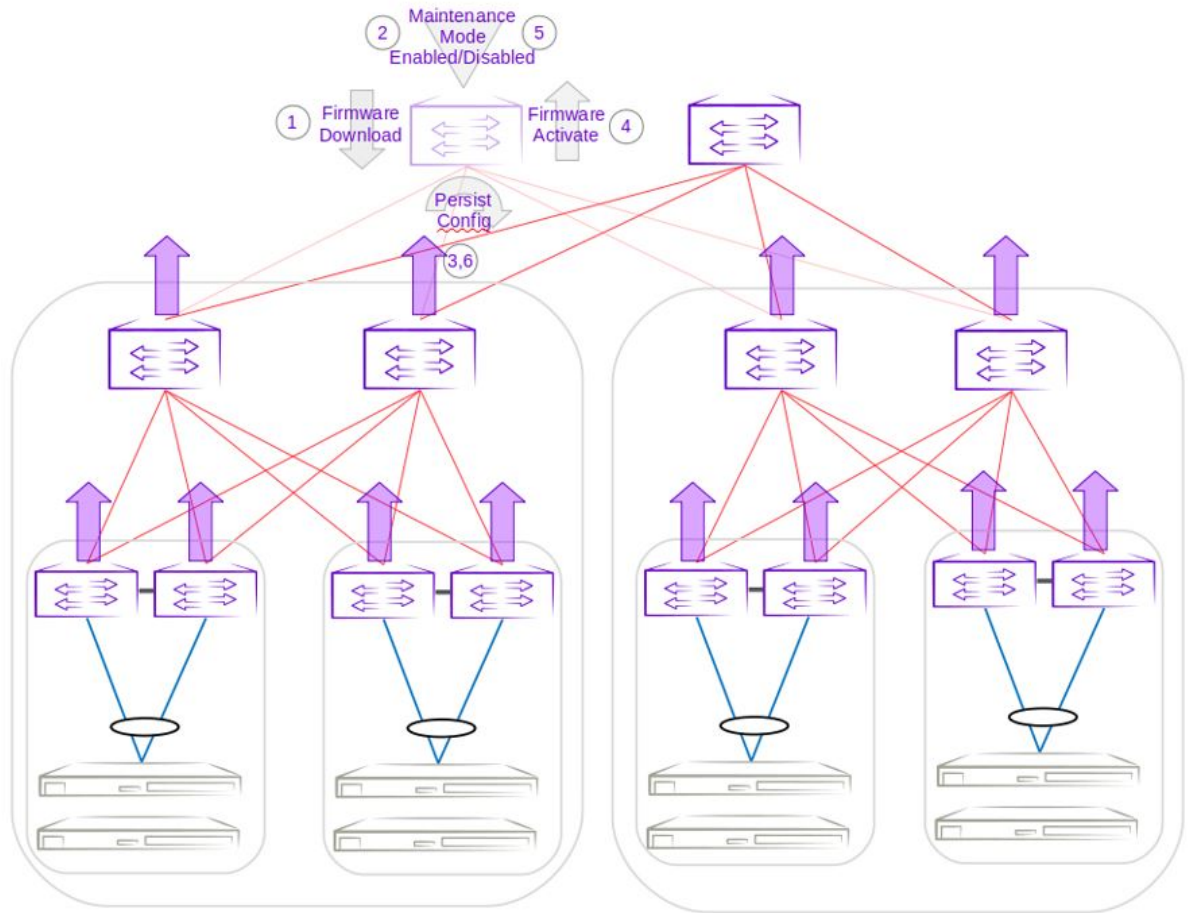 2
Maintenance
Mode
Enabled/Disabled
5
1
Firmware
Download
Firmware
Activate
4
Persist
Config
3,6